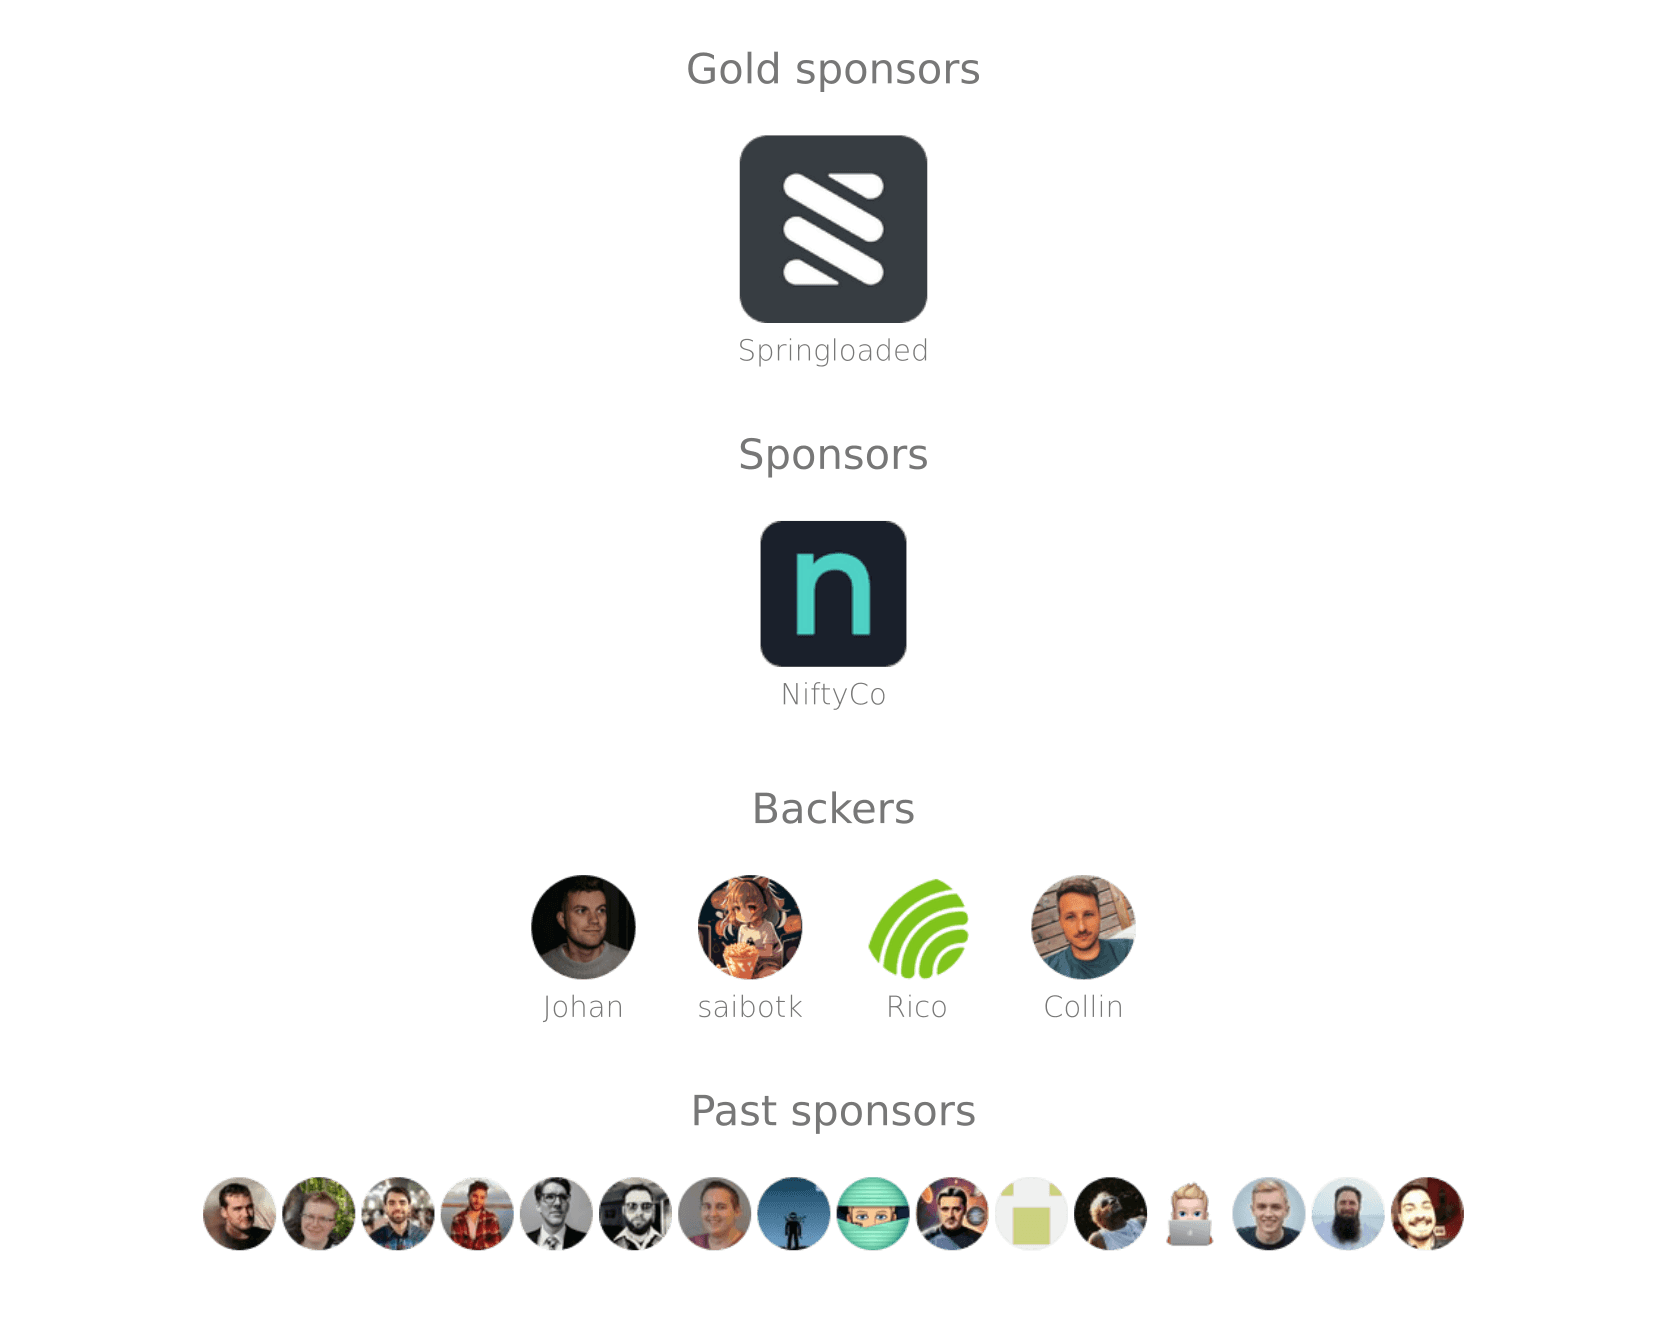 Gold sponsors
Springloaded
Sponsors
n
NiftyCo
Backers
Johan saibotk Rico Collin
Past sponsors